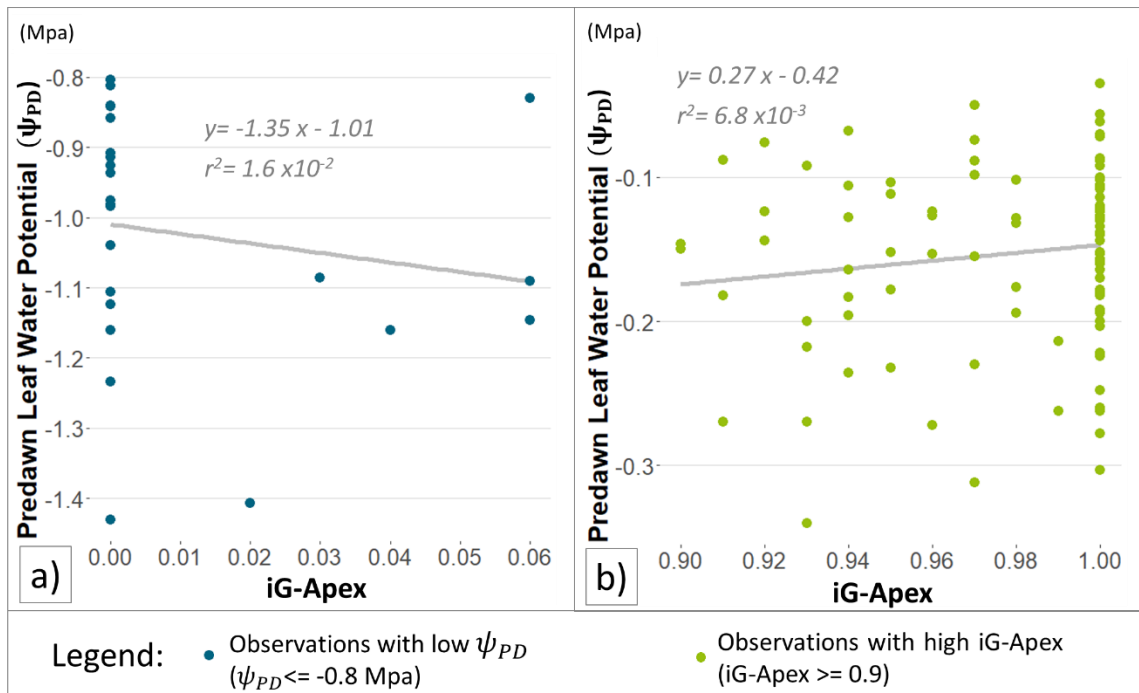 (Mpa)
Predawn Leaf Water Potential (Ψ_PD)
-0.8
-0.9
-1.0
-1.1
-1.2
-1.3
-1.4
y= -1.35 x - 1.01
r²= 1.6 x10⁻²
0.00 0.01 0.02 0.03 0.04 0.05 0.06
a)
iG-Apex
(Mpa)
Predawn Leaf Water Potential (Ψ_PD)
-0.1
-0.2
-0.3
y= 0.27 x - 0.42
r²= 6.8 x10⁻³
0.90 0.92 0.94 0.96 0.98 1.00
b)
iG-Apex
Legend:
Observations with low ψ_PD
(ψ_PD<= -0.8 Mpa)
Observations with high iG-Apex
(iG-Apex >= 0.9)